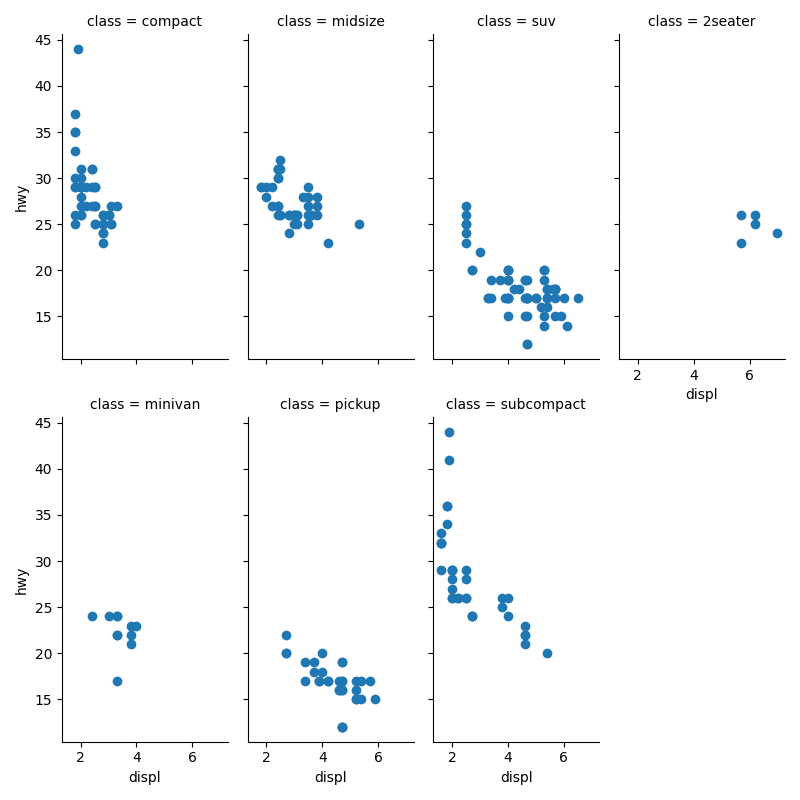 class = compact
class = midsize
class = suv
class = 2seater
45
40
35
30
25
20
15
hwy
2
4
6
displ
class = minivan
class = pickup
class = subcompact
45
40
35
30
25
20
15
hwy
2
4
6
displ
2
4
6
displ
2
4
6
displ